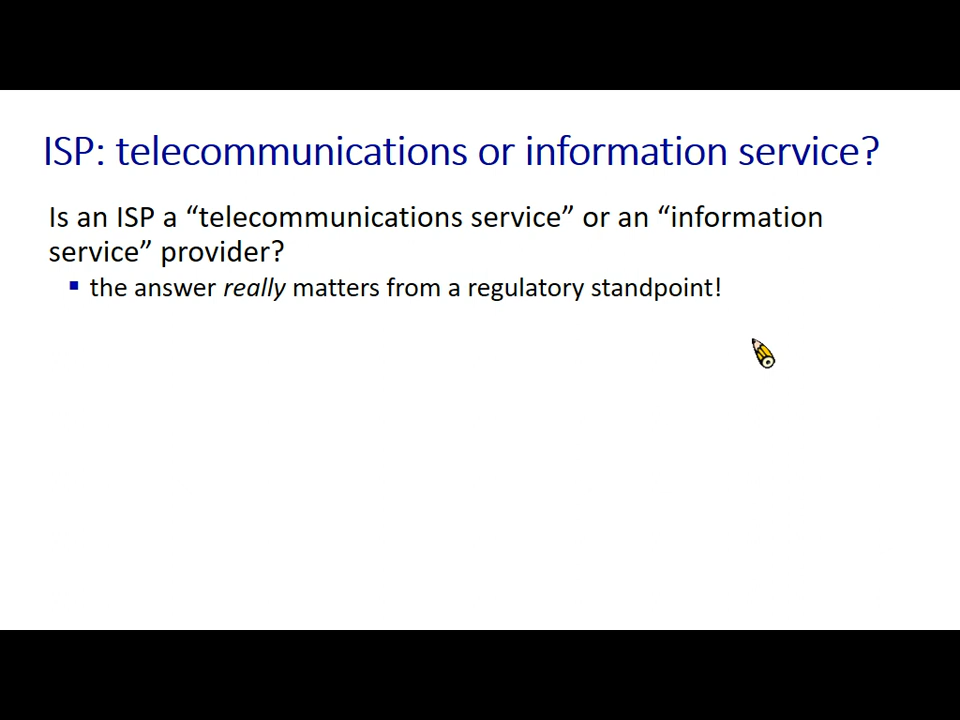 ISP: telecommunications or information service?
Is an ISP a “telecommunications service” or an “information
service” provider?
▪ the answer really matters from a regulatory standpoint!